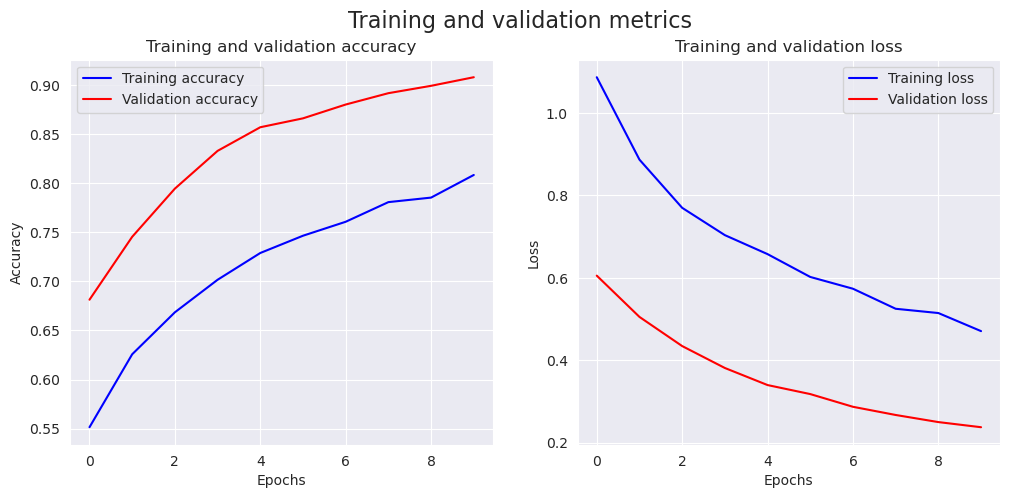 Training and validation metrics
Training and validation accuracy
Training accuracy
Validation accuracy
0.90
0.85
0.80
0.75
0.70
0.65
0.60
0.55
Accuracy
0 2 4 6 8
Epochs
Training and validation loss
Training loss
Validation loss
1.0
0.8
0.6
0.4
0.2
Loss
0 2 4 6 8
Epochs